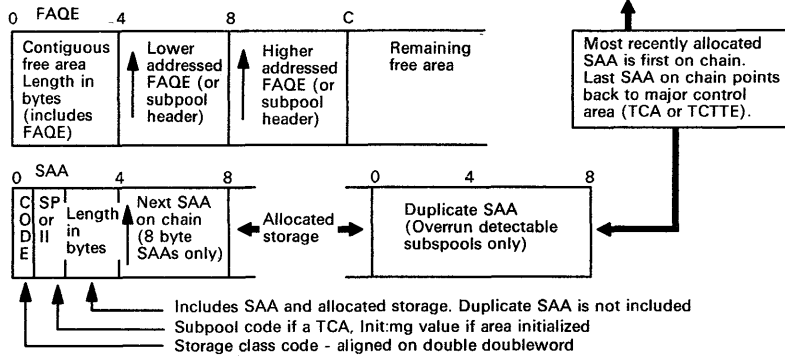 FAQE
0 4 8 C
Contiguous
free area
Length in
bytes
(includes
FAQE)
Lower
addressed
FAQE (or
subpool
header)
Higher
addressed
FAQE (or
subpool
header)
Remaining
free area
Most recently allocated
SAA is first on chain.
Last SAA on chain points
back to major control
area (TCA or TCTTE).
SAA
0 4 8
CODE
SP
or
II
Length
in
bytes
Next SAA
on chain
(8 byte
SAAs only)
Allocated
storage
0 4 8
Duplicate SAA
(Overrun detectable
subspools only)
Includes SAA and allocated storage. Duplicate SAA is not included
Subpool code if a TCA, Init:mg value if area initialized
Storage class code - aligned on double doubleword